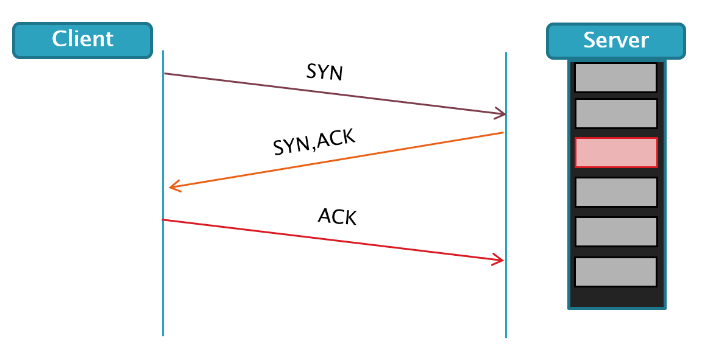 Client
Server
SYN
SYN,ACK
ACK